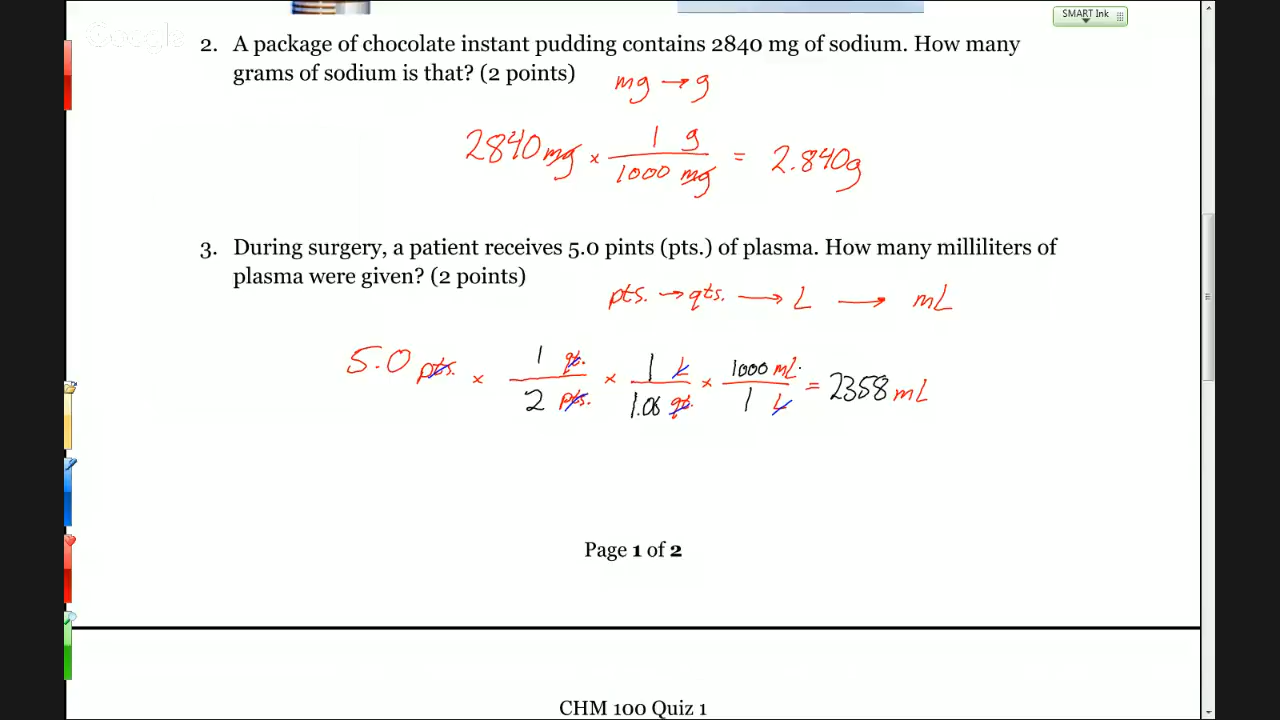 SMART Ink
Google
2. A package of chocolate instant pudding contains 2840 mg of sodium. How many
grams of sodium is that? (2 points)
mg → g
2840 mg × 1 g / 1000 mg = 2.840g
3. During surgery, a patient receives 5.0 pints (pts.) of plasma. How many milliliters of
plasma were given? (2 points)
pts. → qts. → L → mL
5.0 pts. × 1 qt. / 2 pts. × 1 L / 1.06 qt. × 1000 mL / 1 L = 2358 mL
Page 1 of 2
CHM 100 Quiz 1